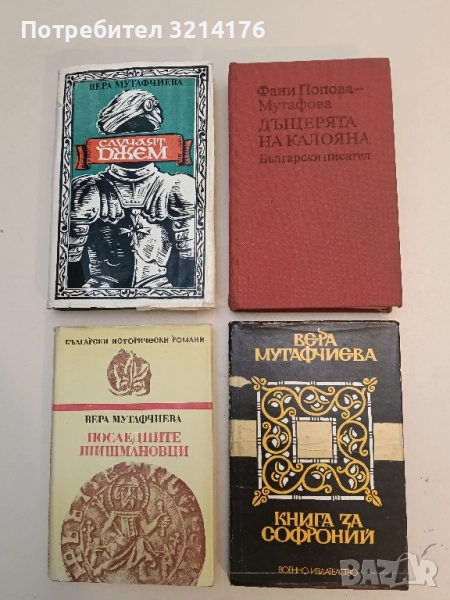 Потребител 3214176
ВЕРА МУТАФЧИЕВА
СЛУЧАЯТ
ДЖЕМ
Фани Попова–
Мутафова
ДЪЩЕРЯТА
НА КАЛОЯНА
Български писател
БЪЛГАРСКИ ИСТОРИЧЕСКИ РОМАНИ
ВЕРА МУТАФЧИЕВА
ПОСЛЕДНИТЕ
ШИШМАНОВЦИ
ВЕРА
МУТАФЧИЕВА
КНИГА ЗА
СОФРОНИЙ
ВОЕННО ИЗДАТЕЛСТВО
BAZAR